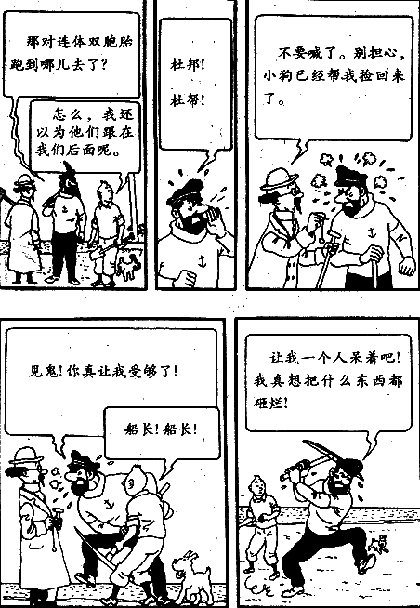 那对连体双胞胎
跑到哪儿去了？
怎么，我还
以为他们跟在
我们后面呢。
杜邦！
杜帮！
不要喊了。别担心，
小狗已经帮我捡回来
了。
见鬼！你真让我受够了！
船长！船长！
让我一个人呆着吧！
我真想把什么东西都
砸烂！